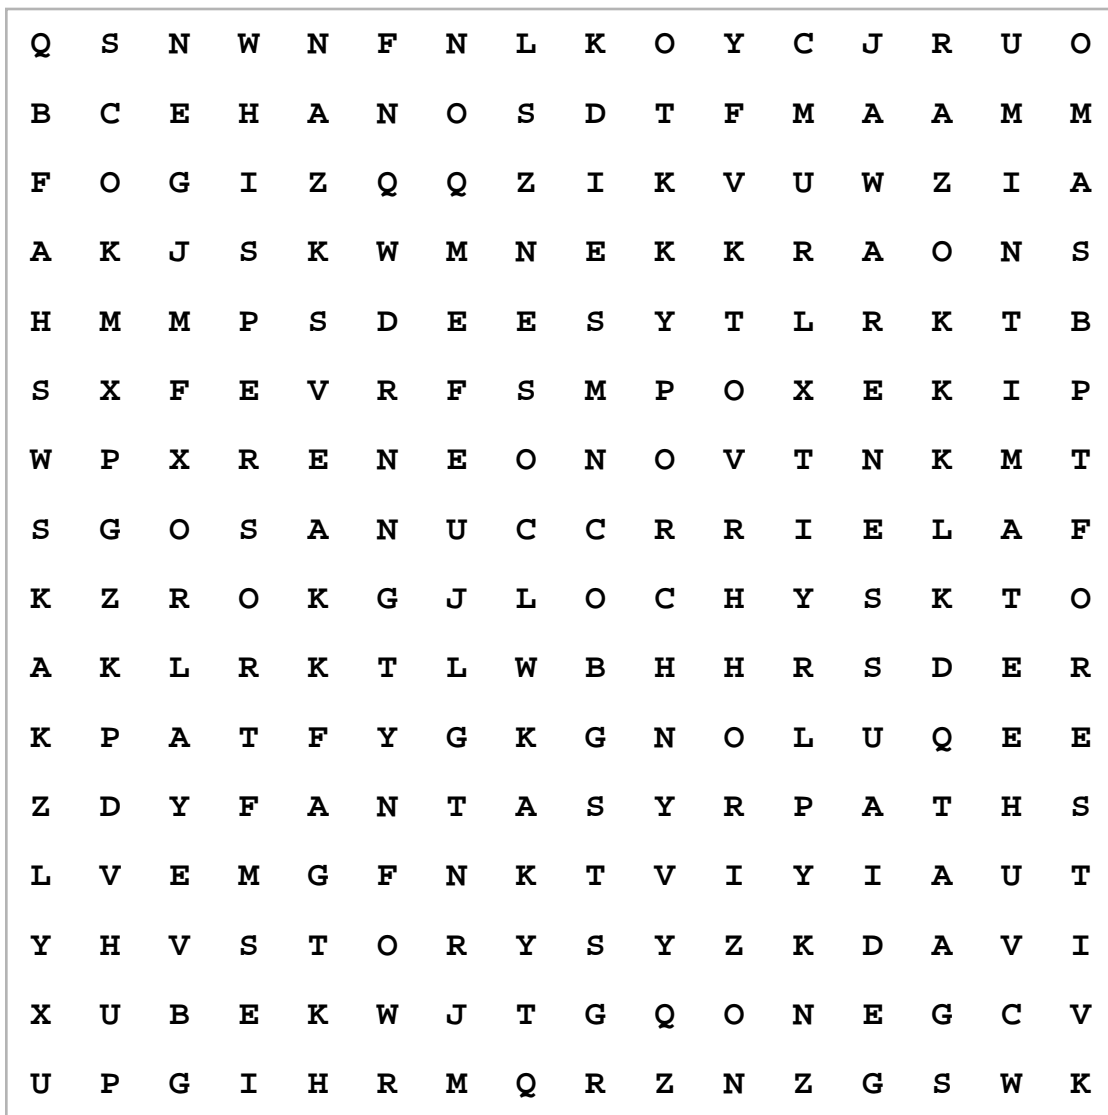 Q S N W N F N L K O Y C J R U O
B C E H A N O S D T F M A A M M
F O G I Z Q Q Z I K V U W Z I A
A K J S K W M N E K K R A O N S
H M M P S D E E S Y T L R K T B
S X F E V R F S M P O X E K I P
W P X R E N E O N O V T N K M T
S G O S A N U C C R R I E L A F
K Z R O K G J L O C H Y S K T O
A K L R K T L W B H H R S D E R
K P A T F Y G K G N O L U Q E E
Z D Y F A N T A S Y R P A T H S
L V E M G F N K T V I Y I A U T
Y H V S T O R Y S Y Z K D A V I
X U B E K W J T G Q O N E G C V
U P G I H R M Q R Z N Z G S W K